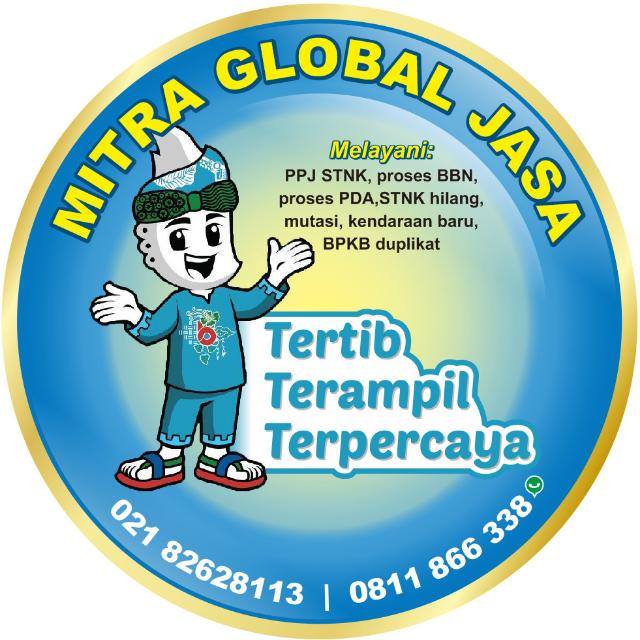 MITRA GLOBAL JASA
Melayani:
PPJ STNK, proses BBN,
proses PDA,STNK hilang,
mutasi, kendaraan baru,
BPKB duplikat
Tertib
Terampil
Terpercaya
021 82628113 | 0811 866 338